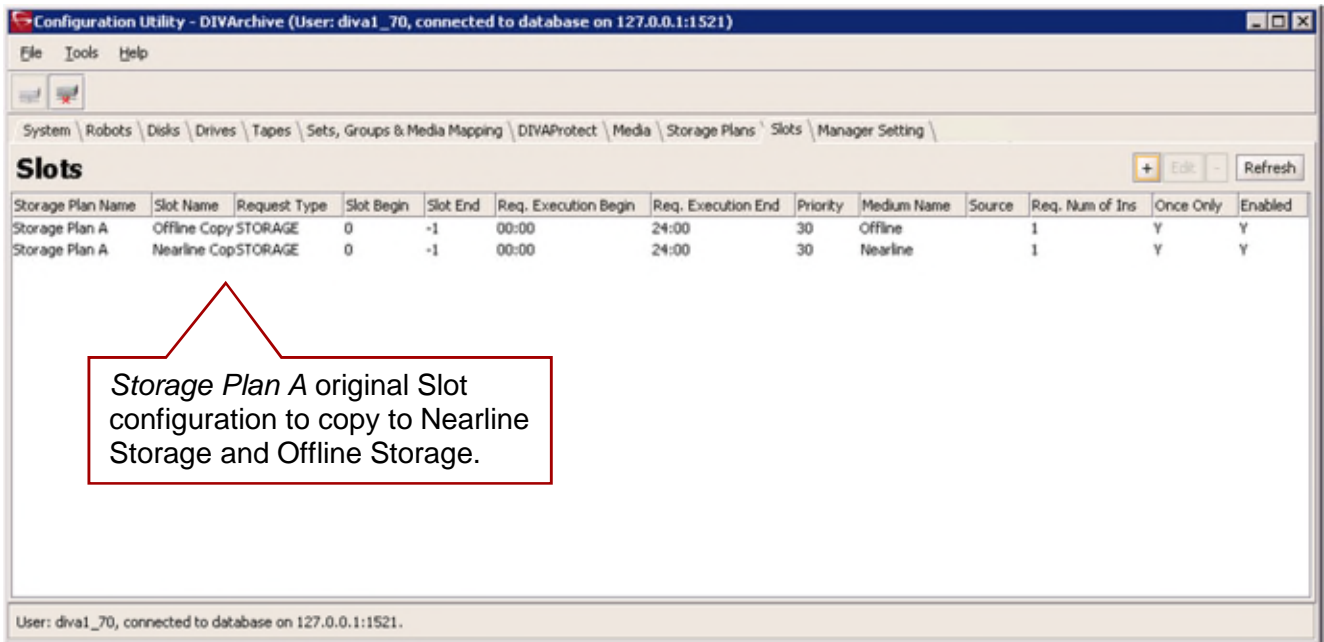 Configuration Utility - DIVArchive (User: diva1_70, connected to database on 127.0.0.1:1521)
File Tools Help
System \ Robots \ Disks \ Drives \ Tapes \ Sets, Groups & Media Mapping \ DIVAProtect \ Media \ Storage Plans \ Slots \ Manager Setting \
Slots + Edit - Refresh
Storage Plan Name Slot Name Request Type Slot Begin Slot End Req. Execution Begin Req. Execution End Priority Medium Name Source Req. Num of Ins Once Only Enabled
Storage Plan A Offline Copy STORAGE 0 -1 00:00 24:00 30 Offline 1 Y Y
Storage Plan A Nearline Cop STORAGE 0 -1 00:00 24:00 30 Nearline 1 Y Y
Storage Plan A original Slot
configuration to copy to Nearline
Storage and Offline Storage.
User: diva1_70, connected to database on 127.0.0.1:1521.